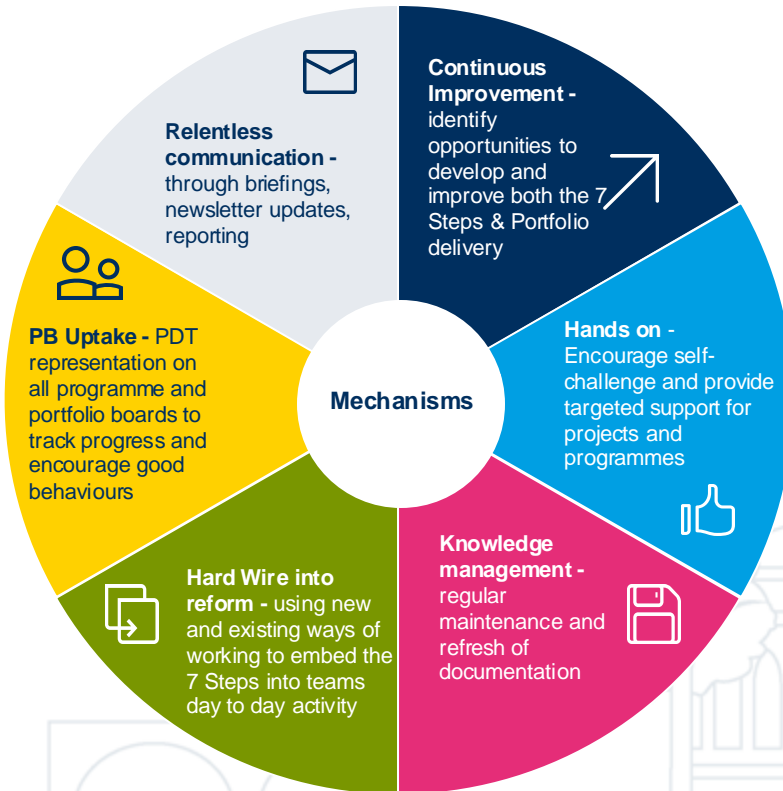 Continuous
Improvement -
identify
opportunities to
develop and
improve both the 7
Steps & Portfolio
delivery
Hands on -
Encourage self-
challenge and provide
targeted support for
projects and
programmes
Knowledge
management -
regular
maintenance and
refresh of
documentation
Hard Wire into
reform - using new
and existing ways of
working to embed the
7 Steps into teams
day to day activity
PB Uptake - PDT
representation on
all programme and
portfolio boards to
track progress and
encourage good
behaviours
Relentless
communication -
through briefings,
newsletter updates,
reporting
Mechanisms